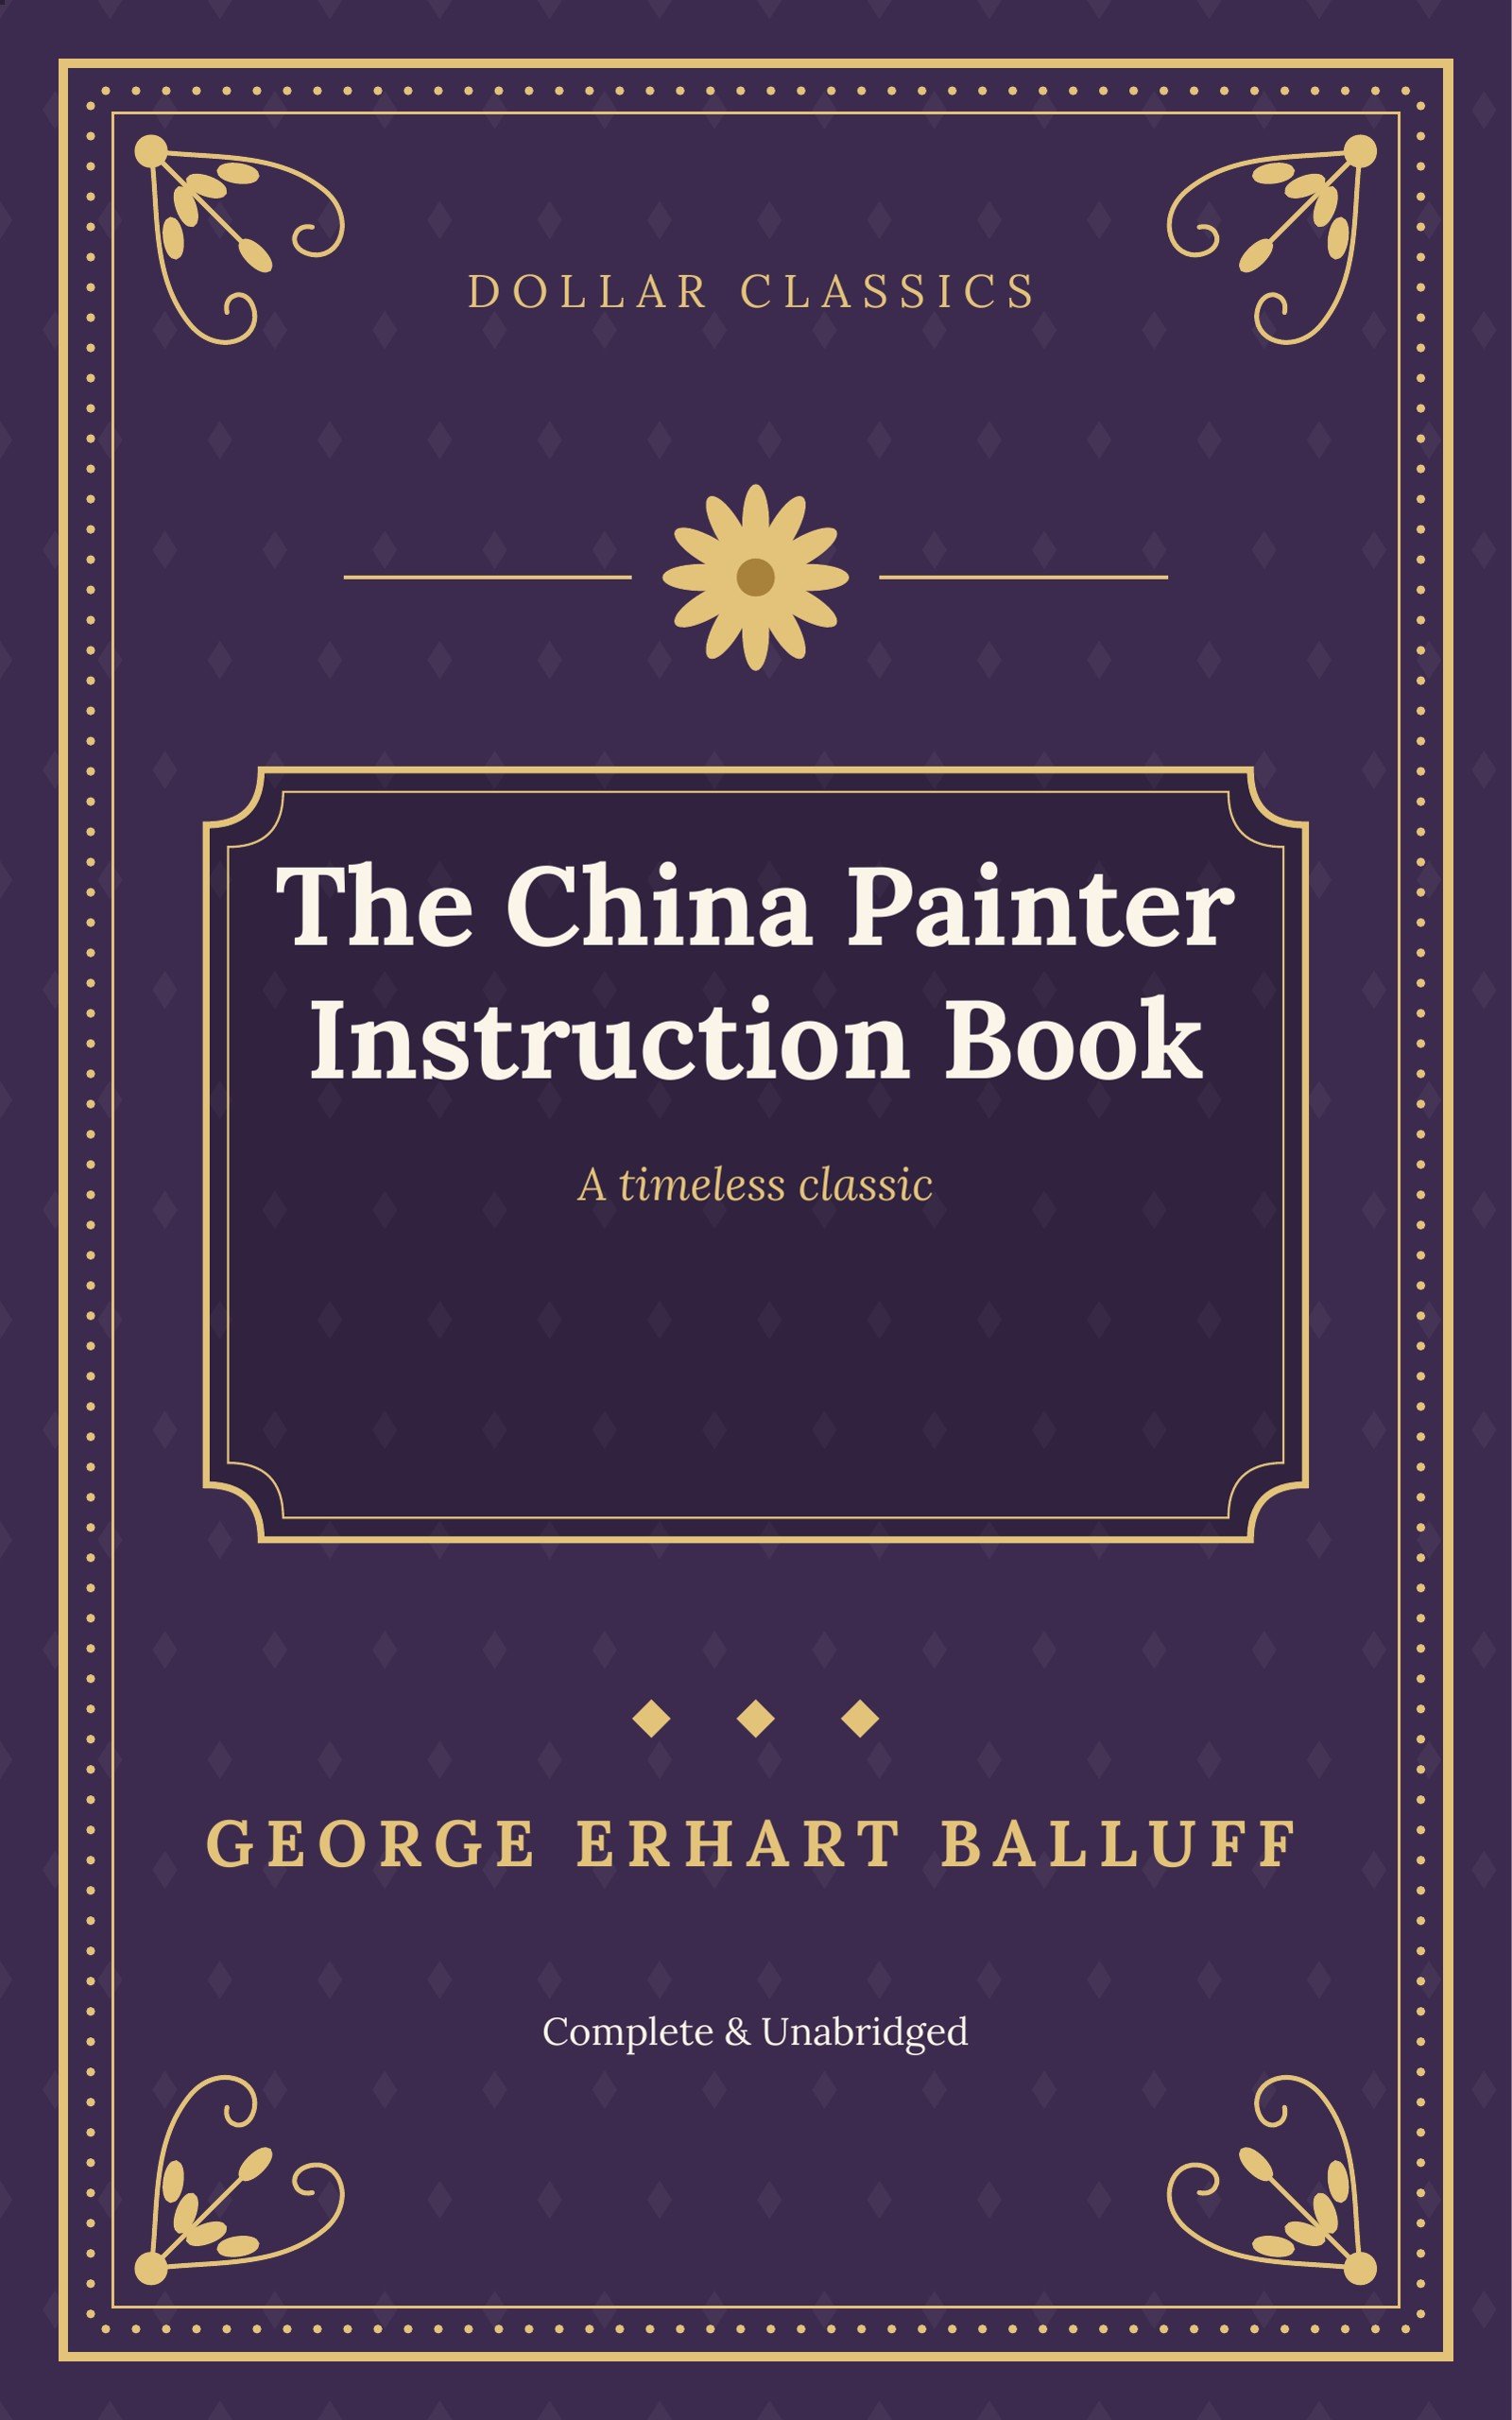 DOLLAR CLASSICS
The China Painter
Instruction Book
A timeless classic
GEORGE ERHART BALLUFF
Complete & Unabridged